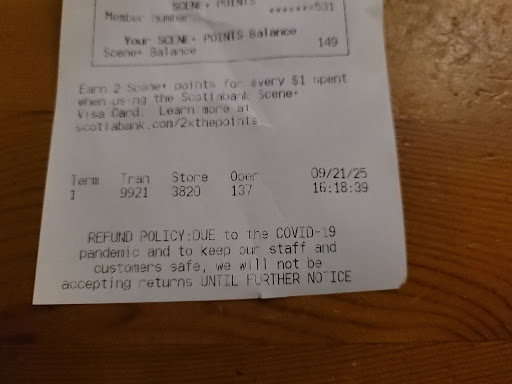 SCENE+ POINTS
Member number ******531
Your SCENE+ POINTS Balance
Scene+ Balance 149
Earn 2 Scene+ points for every $1 spent
when using the Scotiabank Scene+
Visa Card. Learn more at
scotiabank.com/2xthepoints
Term Tran Store Oper 09/21/25
1 9921 3820 137 16:18:39
REFUND POLICY:DUE to the COVID-19
pandemic and to keep our staff and
customers safe, we will not be
accepting returns UNTIL FURTHER NOTICE